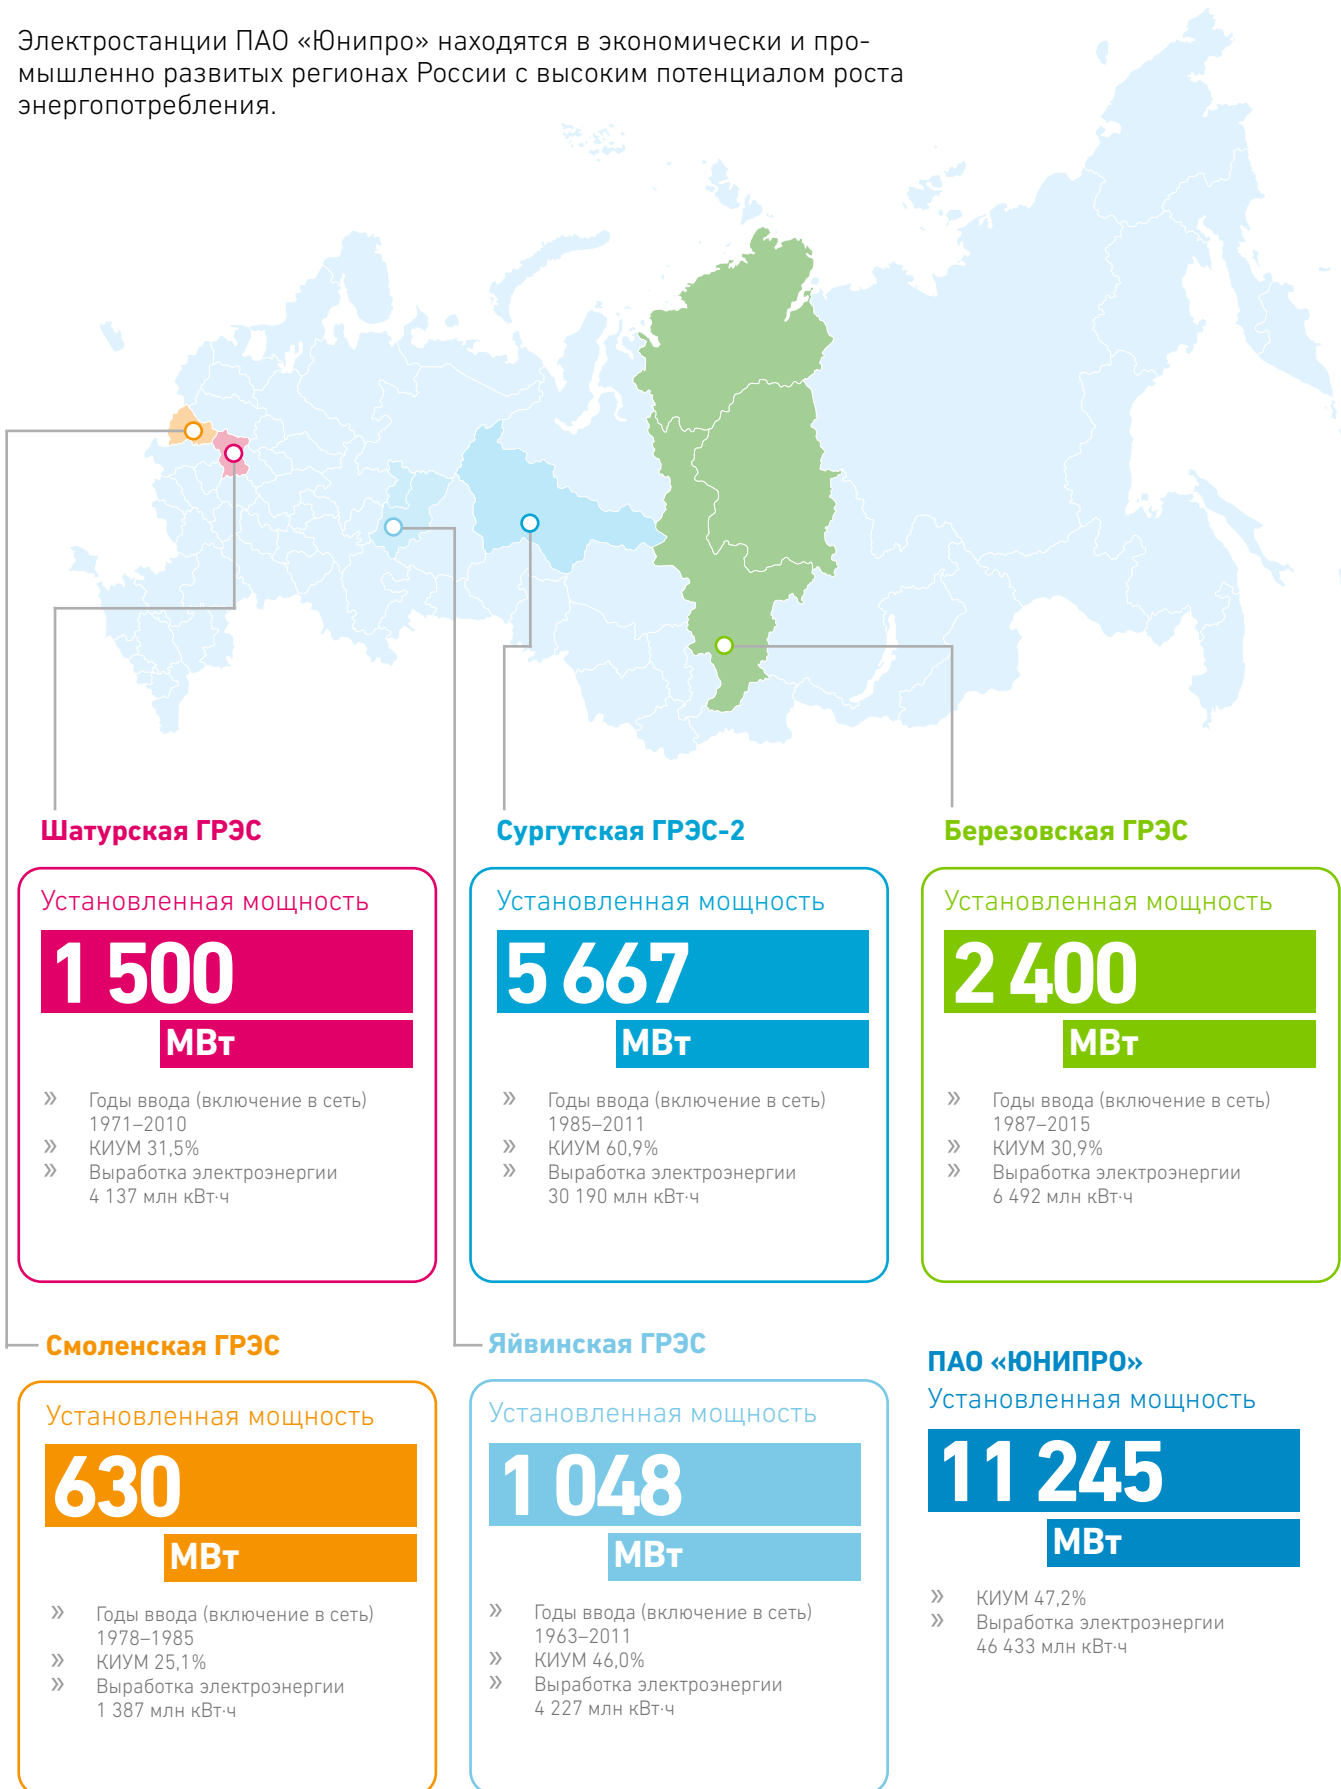 Электростанции ПАО «Юнипро» находятся в экономически и про-
мышленно развитых регионах России с высоким потенциалом роста
энергопотребления.
Шатурская ГРЭС
Установленная мощность
1 500
МВт
» Годы ввода (включение в сеть)
1971–2010
» КИУМ 31,5%
» Выработка электроэнергии
4 137 млн кВт·ч
Сургутская ГРЭС-2
Установленная мощность
5 667
МВт
» Годы ввода (включение в сеть)
1985–2011
» КИУМ 60,9%
» Выработка электроэнергии
30 190 млн кВт·ч
Березовская ГРЭС
Установленная мощность
2 400
МВт
» Годы ввода (включение в сеть)
1987–2015
» КИУМ 30,9%
» Выработка электроэнергии
6 492 млн кВт·ч
Смоленская ГРЭС
Установленная мощность
630
МВт
» Годы ввода (включение в сеть)
1978–1985
» КИУМ 25,1%
» Выработка электроэнергии
1 387 млн кВт·ч
Яйвинская ГРЭС
Установленная мощность
1 048
МВт
» Годы ввода (включение в сеть)
1963–2011
» КИУМ 46,0%
» Выработка электроэнергии
4 227 млн кВт·ч
ПАО «ЮНИПРО»
Установленная мощность
11 245
МВт
» КИУМ 47,2%
» Выработка электроэнергии
46 433 млн кВт·ч